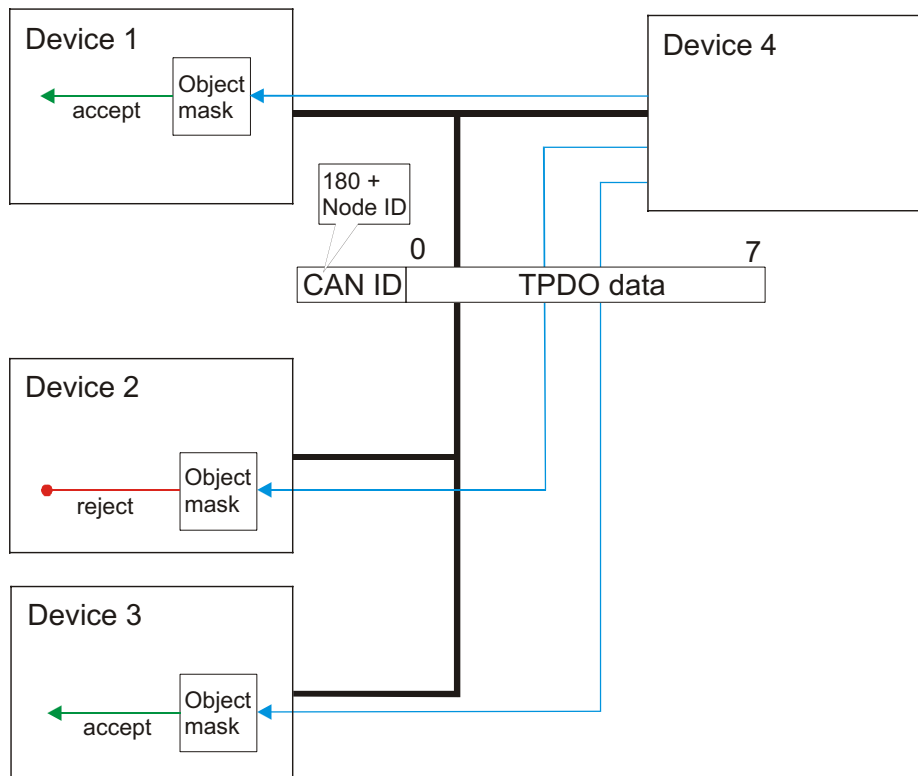 Device 1
Object
mask
accept
Device 4
180 +
Node ID
0
7
CAN ID
TPDO data
Device 2
Object
mask
reject
Device 3
Object
mask
accept